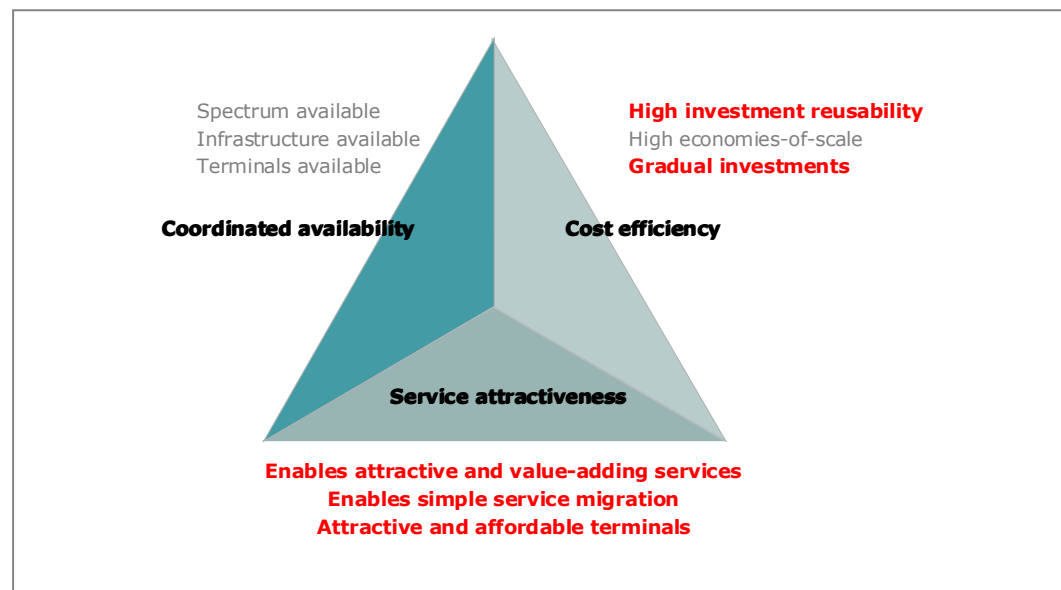 Spectrum available
Infrastructure available
Terminals available
High investment reusability
High economies-of-scale
Gradual investments
Coordinated availability
Cost efficiency
Service attractiveness
Enables attractive and value-adding services
Enables simple service migration
Attractive and affordable terminals